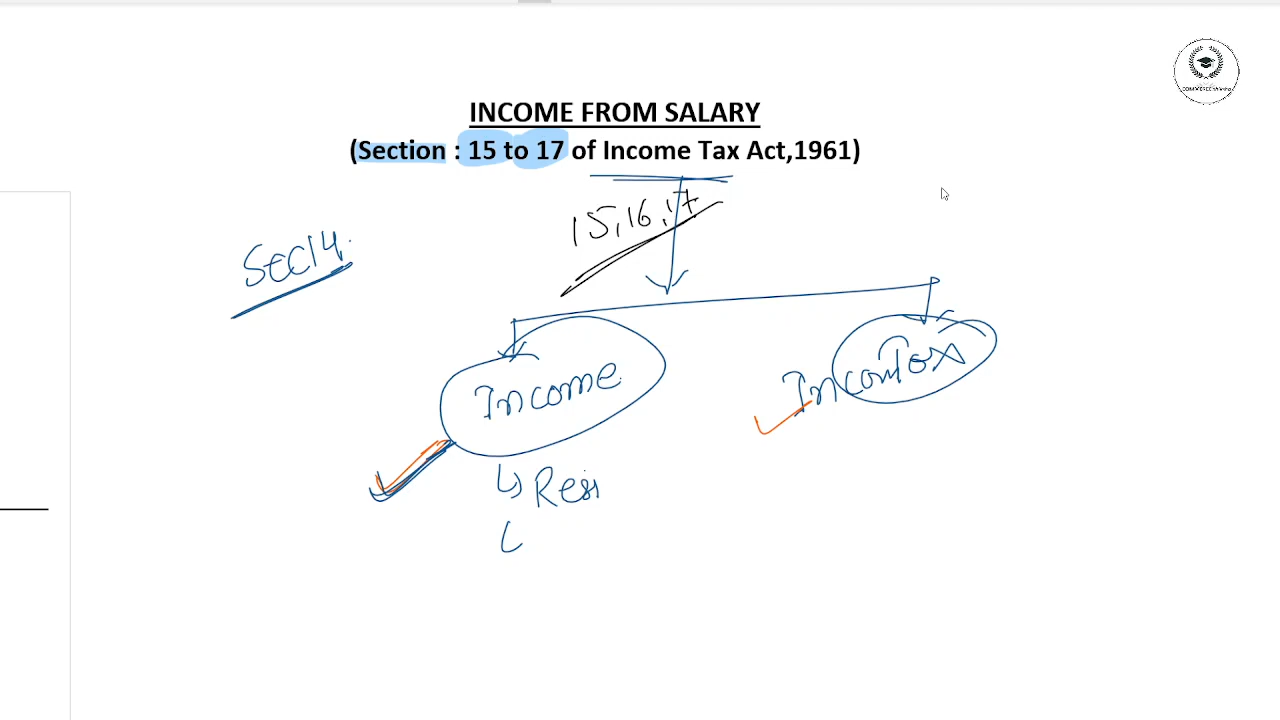 INCOME FROM SALARY
(Section : 15 to 17 of Income Tax Act,1961)
15,16,17
Sec14
Income
IncomTax
Resi